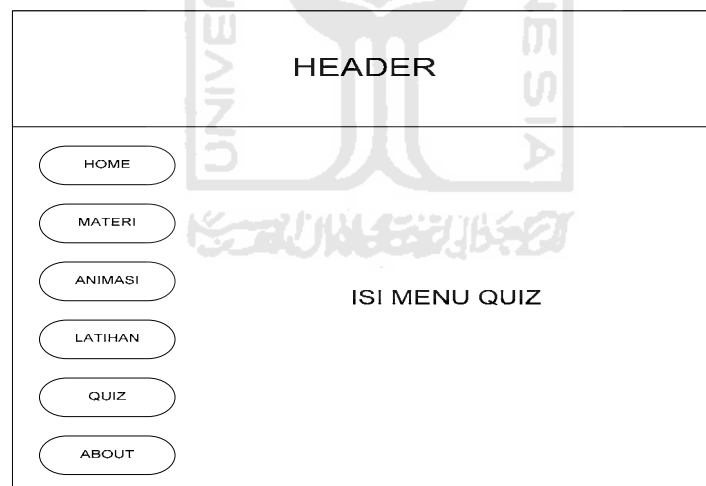 HEADER
HOME
MATERI
ANIMASI
LATIHAN
ISI MENU QUIZ
QUIZ
ABOUT